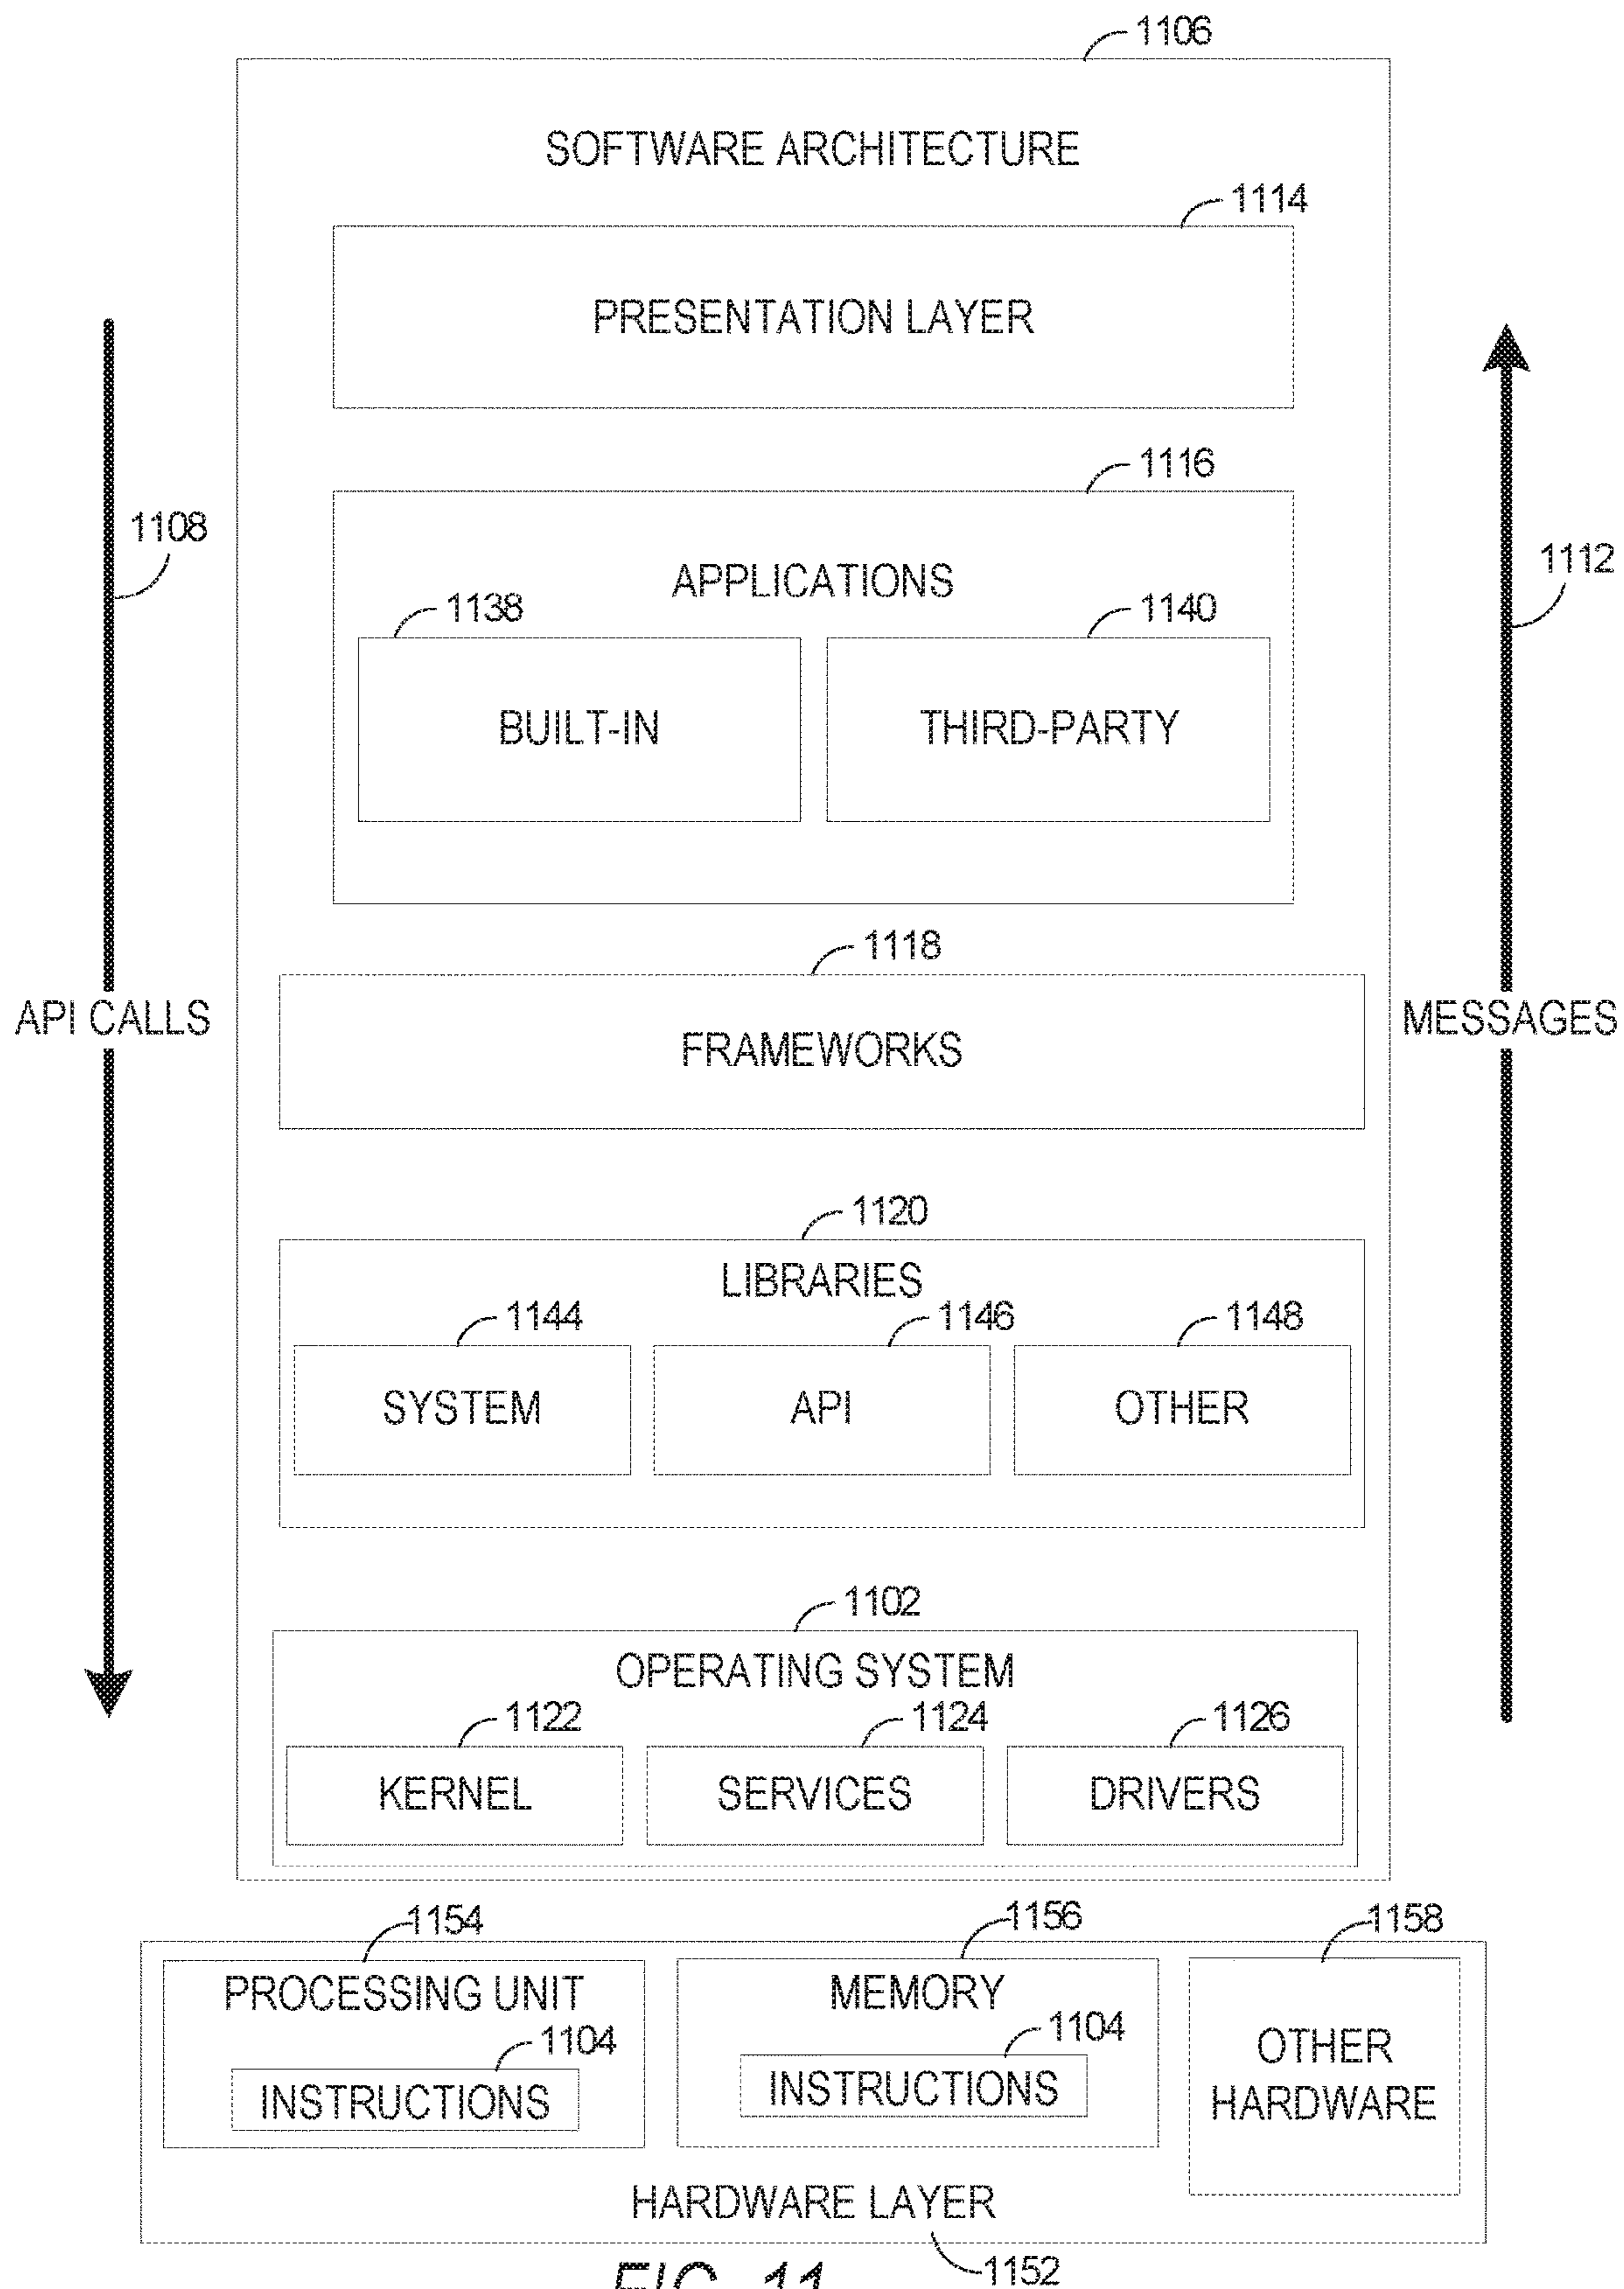 1106
SOFTWARE ARCHITECTURE
1114
PRESENTATION LAYER
1116
1108
1112
APPLICATIONS
1138
1140
BUILT-IN
THIRD-PARTY
1118
API CALLS
MESSAGES
FRAMEWORKS
1120
LIBRARIES
1144
1146
1148
SYSTEM
API
OTHER
1102
OPERATING SYSTEM
1122
1124
1126
KERNEL
SERVICES
DRIVERS
1154
1156
1158
PROCESSING UNIT
MEMORY
1104
1104
OTHER
HARDWARE
INSTRUCTIONS
INSTRUCTIONS
HARDWARE LAYER
1152
FIG. 11